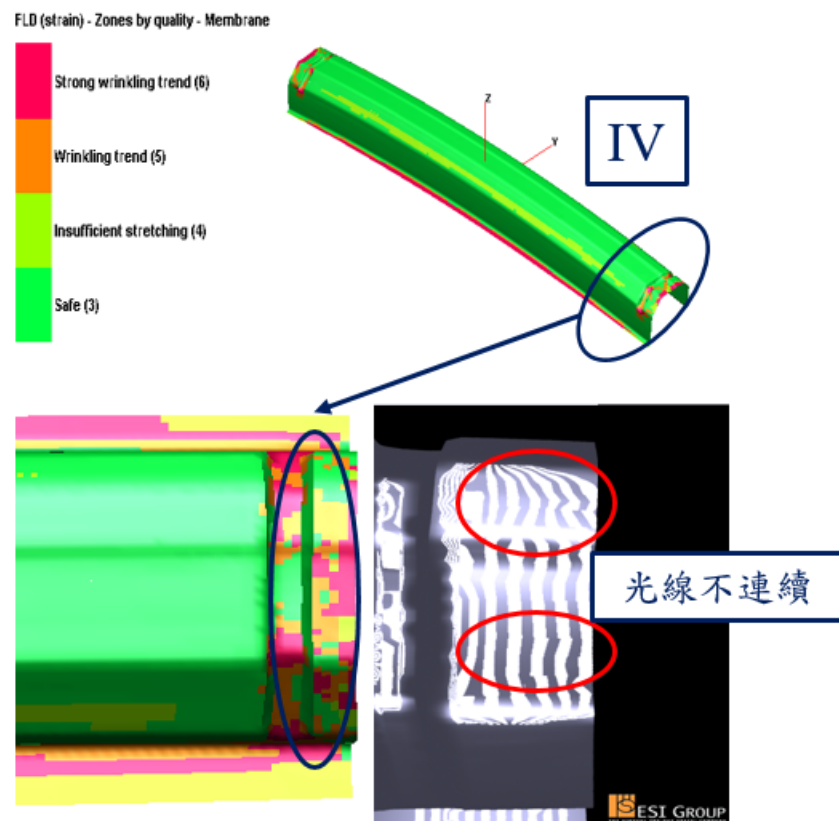 FLD (strain) - Zones by quality - Membrane
Strong wrinkling trend (6)
Wrinkling trend (5)
Insufficient stretching (4)
Safe (3)
Z
Y
IV
光線不連續
ESI GROUP